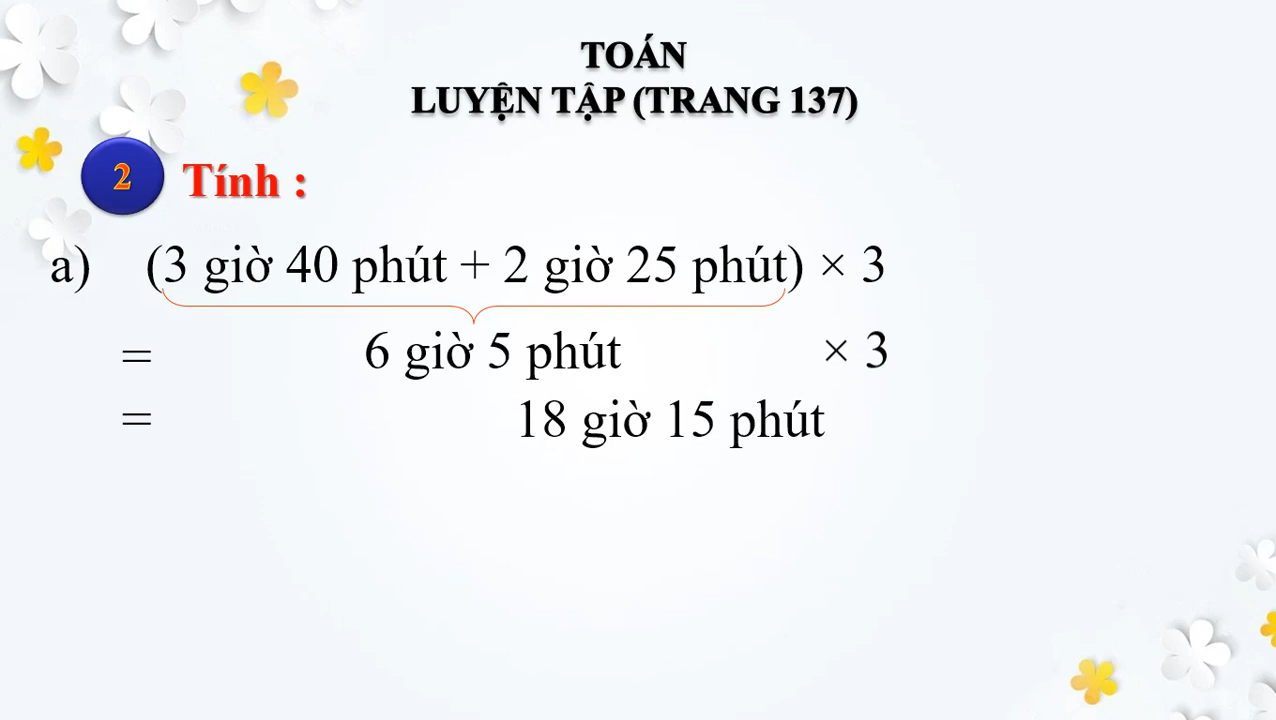 TOÁN
LUYỆN TẬP (TRANG 137)
2 Tính :
a) (3 giờ 40 phút + 2 giờ 25 phút) × 3
= 6 giờ 5 phút × 3
= 18 giờ 15 phút